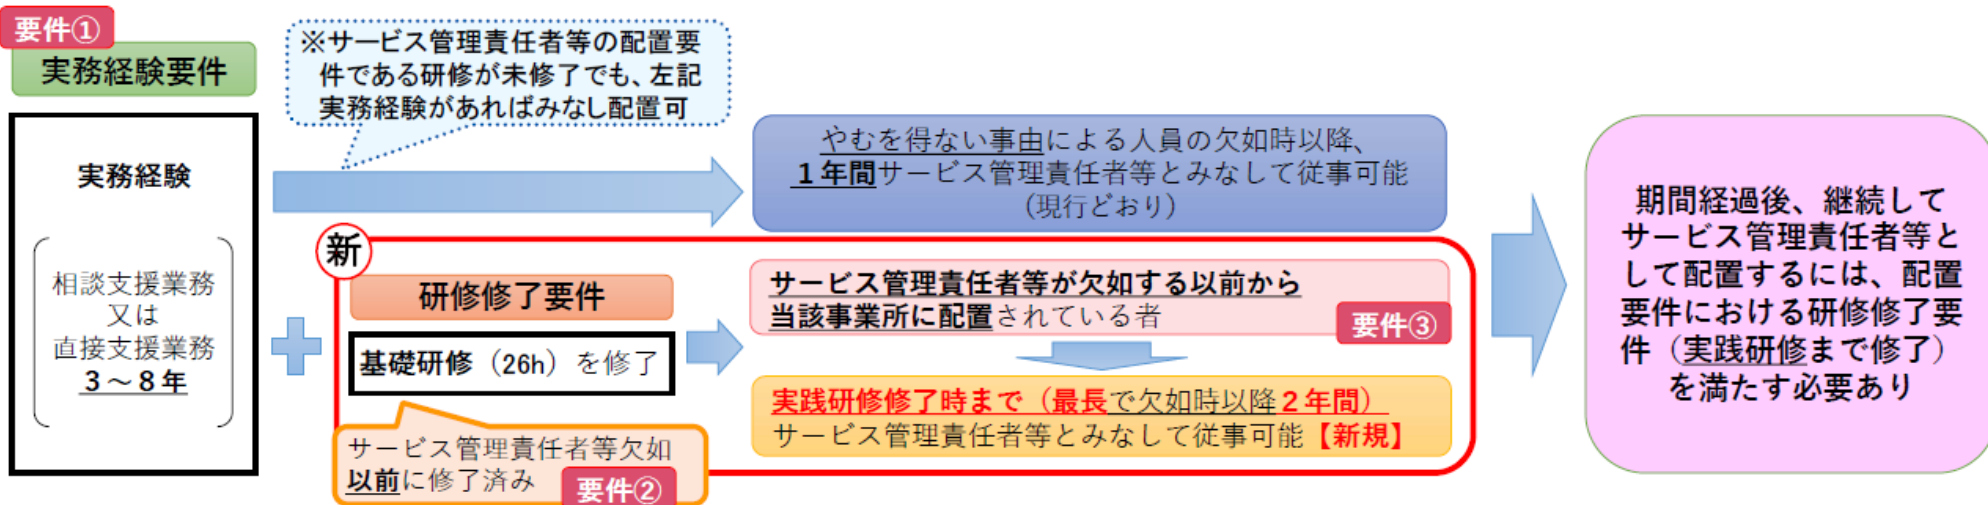 要件①
実務経験要件
実務経験
相談支援業務
又は
直接支援業務
３～８年
※サービス管理責任者等の配置要
件である研修が未修了でも、左記
実務経験があればみなし配置可
やむを得ない事由による人員の欠如時以降、
１年間サービス管理責任者等とみなして従事可能
（現行どおり）
新
研修修了要件
基礎研修（26h）を修了
サービス管理責任者等欠如
以前に修了済み
要件②
サービス管理責任者等が欠如する以前から
当該事業所に配置されている者
要件③
実践研修修了時まで（最長で欠如時以降２年間）
サービス管理責任者等とみなして従事可能【新規】
期間経過後、継続して
サービス管理責任者等と
して配置するには、配置
要件における研修修了要
件（実践研修まで修了）
を満たす必要あり